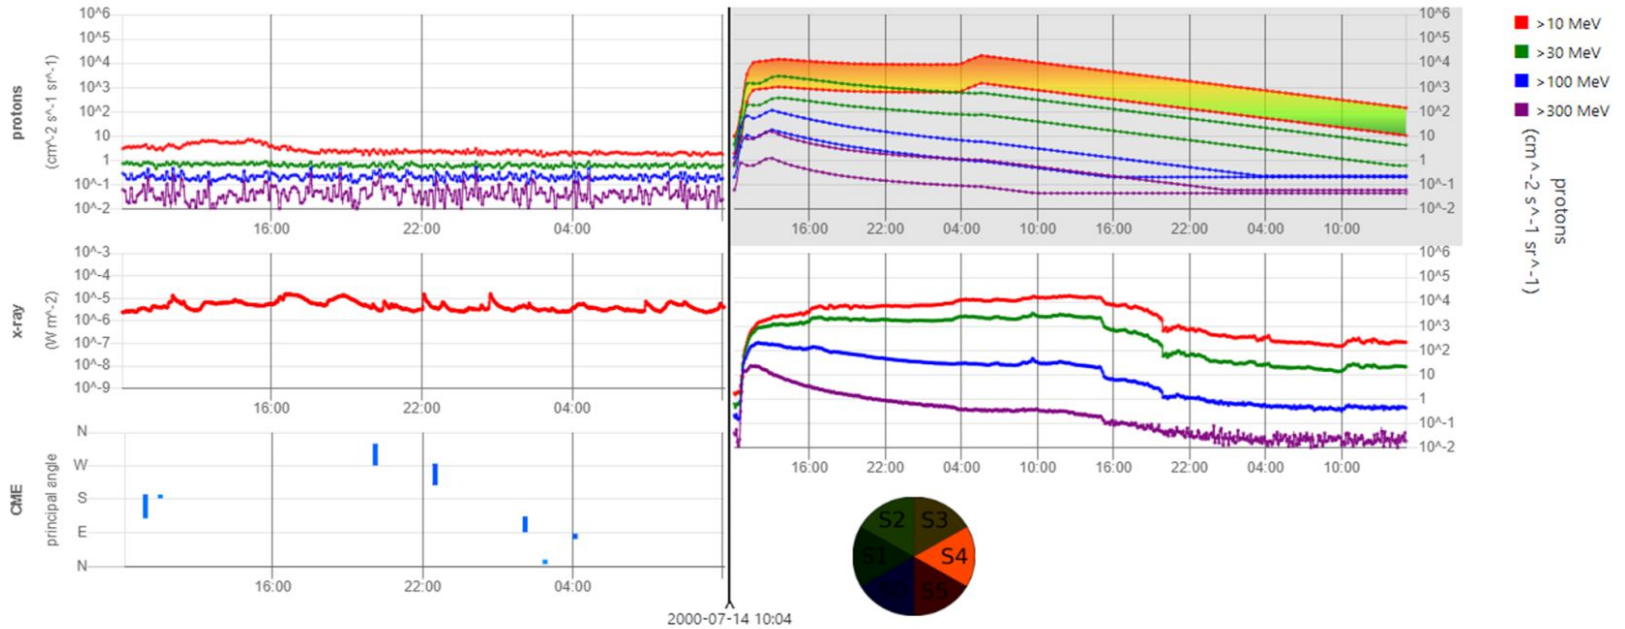 10^6
10^5
10^4
10^3
10^2
10
1
10^-1
10^-2
protons
(cm^-2 s^-1 sr^-1)
16:00
22:00
04:00
10^6
10^5
10^4
10^3
10^2
10
1
10^-1
10^-2
16:00
22:00
04:00
10:00
16:00
22:00
04:00
10:00
>10 MeV
>30 MeV
>100 MeV
>300 MeV
protons
(cm^-2 s^-1 sr^-1)
10^-3
10^-4
10^-5
10^-6
10^-7
10^-8
10^-9
x-ray
(W m^-2)
16:00
22:00
04:00
10^6
10^5
10^4
10^3
10^2
10
1
10^-1
10^-2
16:00
22:00
04:00
10:00
16:00
22:00
04:00
10:00
N
W
S
E
N
CME
principal angle
16:00
22:00
04:00
S2
S3
S1
S4
S5
2000-07-14 10:04